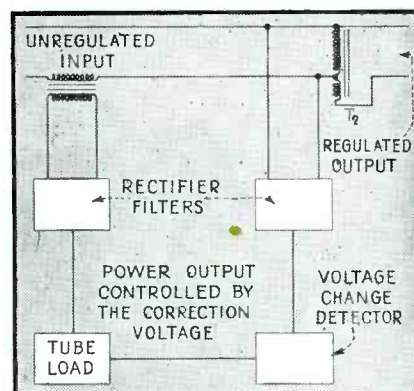 UNREGULATED
INPUT
T2
REGULATED
OUTPUT
RECTIFIER
FILTERS
POWER OUTPUT
CONTROLLED BY
THE CORRECTION
VOLTAGE
VOLTAGE
CHANGE
DETECTOR
TUBE
LOAD